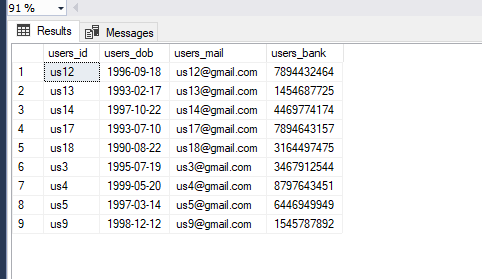 91 %
Results Messages
users_id users_dob users_mail users_bank
1 us12 1996-09-18 us12@gmail.com 7894432464
2 us13 1993-02-17 us13@gmail.com 1454687725
3 us14 1997-10-22 us14@gmail.com 4469774174
4 us17 1993-07-10 us17@gmail.com 7894643157
5 us18 1990-08-22 us18@gmail.com 3164497475
6 us3 1995-07-19 us3@gmail.com 3467912544
7 us4 1999-05-20 us4@gmail.com 8797643451
8 us5 1997-03-14 us5@gmail.com 6446949949
9 us9 1998-12-12 us9@gmail.com 1545787892